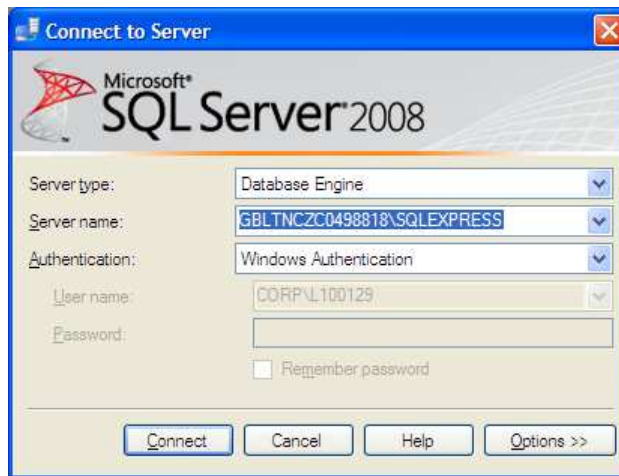 Connect to Server
Microsoft®
SQL Server® 2008
Server type: Database Engine
Server name: GBLTNCZC0498818\SQLEXPRESS
Authentication: Windows Authentication
User name: CORP\L100129
Password:
Remember password
Connect Cancel Help Options >>